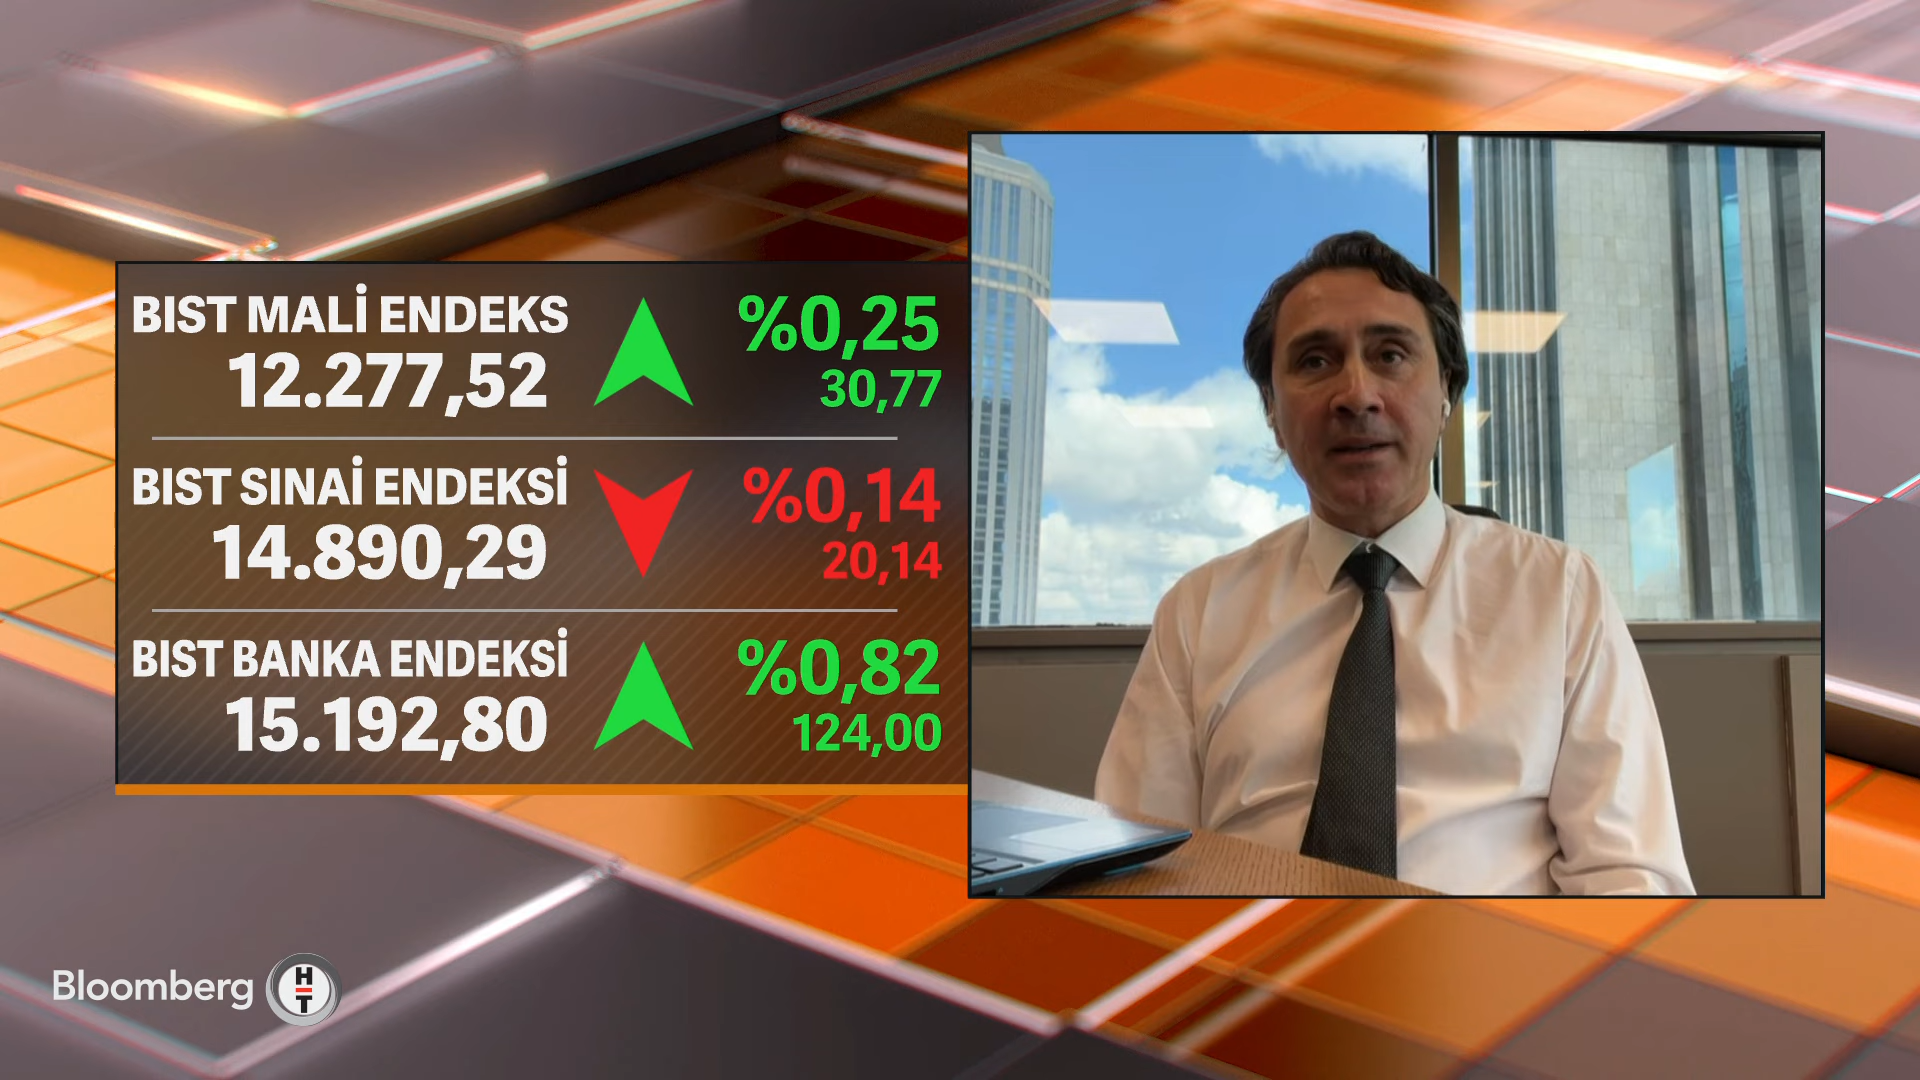 BIST MALİ ENDEKS
12.277,52
%0,25
30,77
BIST SINAİ ENDEKSİ
14.890,29
%0,14
20,14
BIST BANKA ENDEKSİ
15.192,80
%0,82
124,00
Bloomberg HT